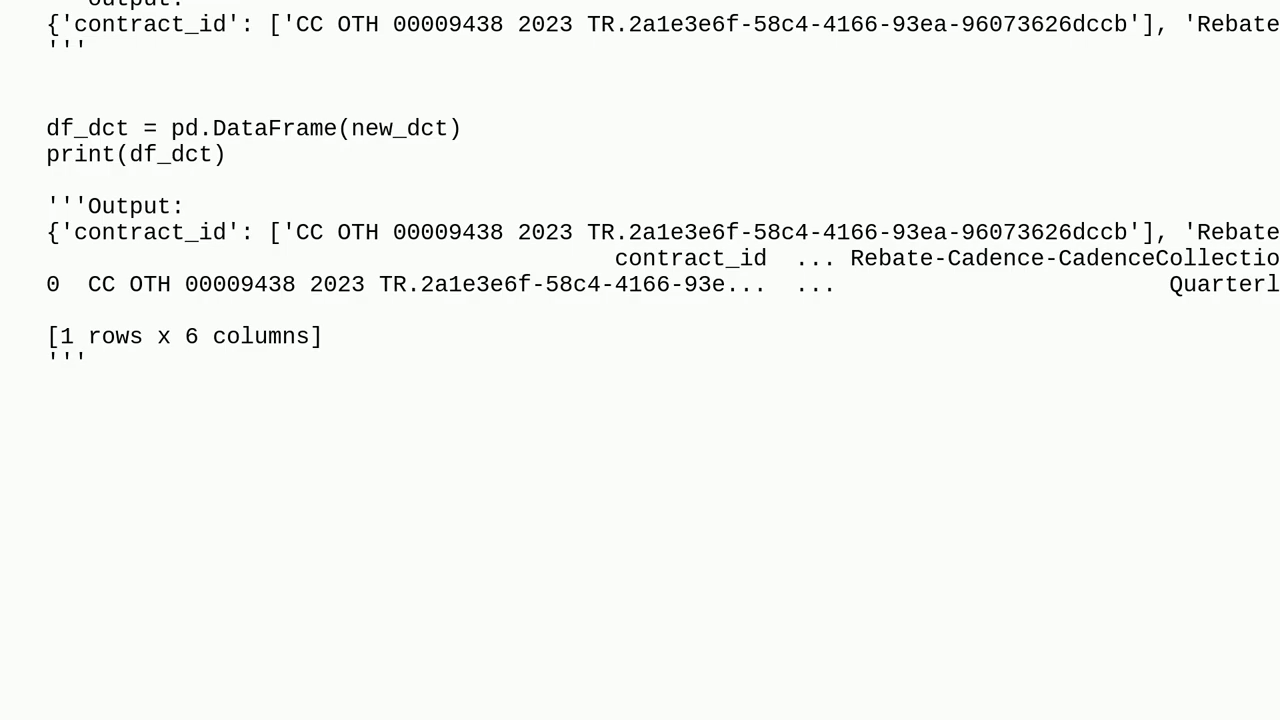 '''output:
{'contract_id': ['CC OTH 00009438 2023 TR.2a1e3e6f-58c4-4166-93ea-96073626dccb'], 'Rebate
'''
df_dct = pd.DataFrame(new_dct)
print(df_dct)
'''Output:
{'contract_id': ['CC OTH 00009438 2023 TR.2a1e3e6f-58c4-4166-93ea-96073626dccb'], 'Rebate
contract_id ... Rebate-Cadence-CadenceCollectio
0 CC OTH 00009438 2023 TR.2a1e3e6f-58c4-4166-93e... ... Quarterl
[1 rows x 6 columns]
'''